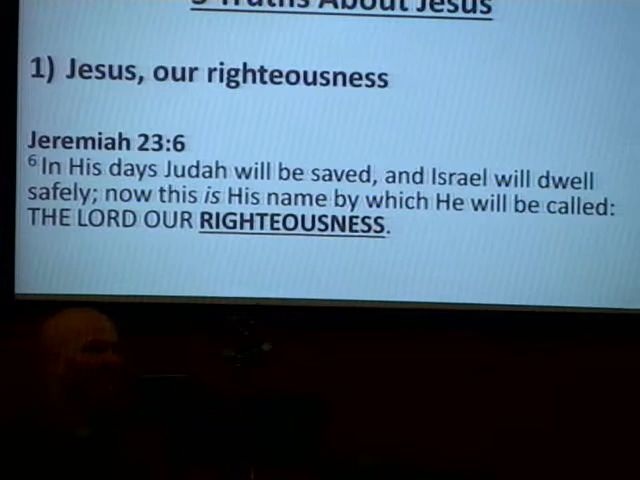 Truths About Jesus
1) Jesus, our righteousness
Jeremiah 23:6
6 In His days Judah will be saved, and Israel will dwell
safely; now this is His name by which He will be called:
THE LORD OUR RIGHTEOUSNESS.